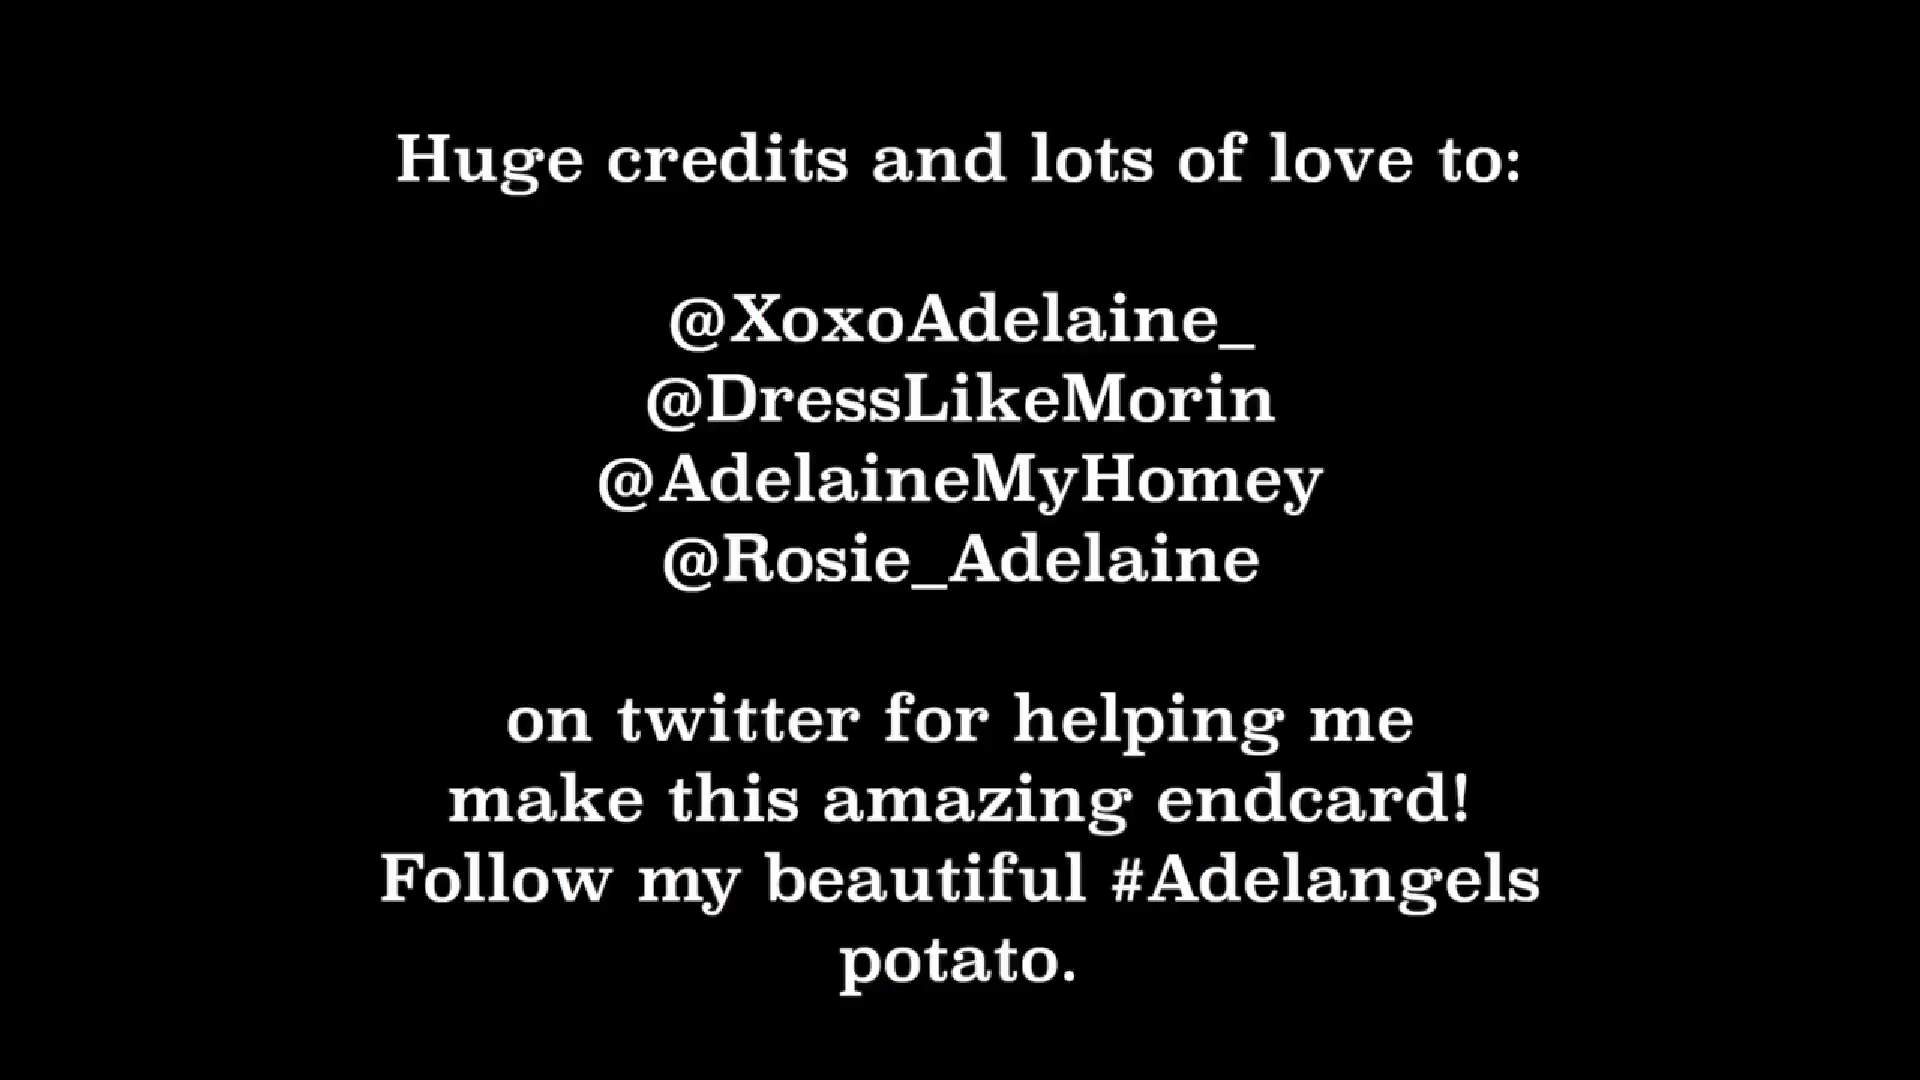 Huge credits and lots of love to:
@XoxoAdelaine_
@DressLikeMorin
@AdelaineMyHomey
@Rosie_Adelaine
on twitter for helping me
make this amazing endcard!
Follow my beautiful #Adelangels
potato.